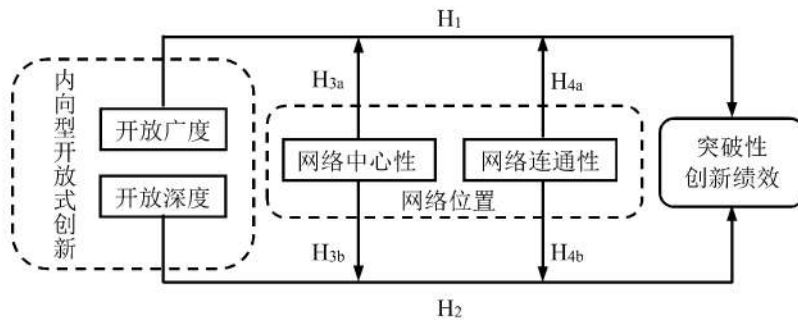 H1
内向型开放式创新
H3a
H4a
开放广度
网络中心性
网络连通性
突破性
创新绩效
开放深度
网络位置
H3b
H4b
H2